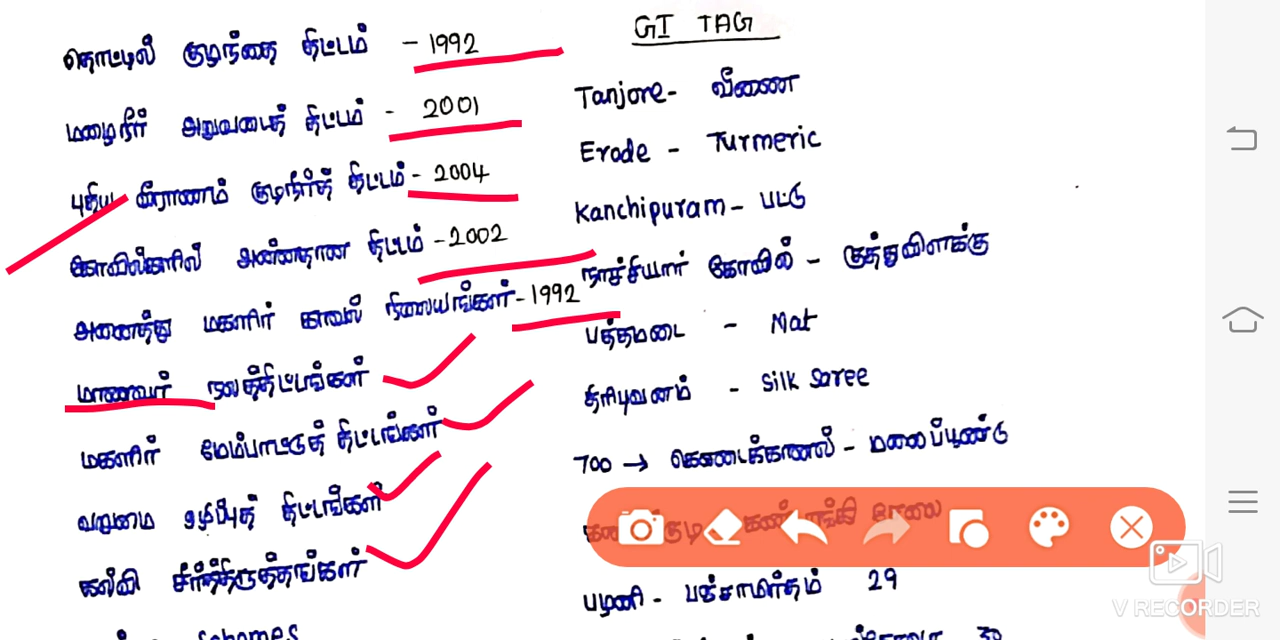 தொட்டில் குழந்தை திட்டம் - 1992
மழைநீர் அறுவடைத் திட்டம் - 2001
புதிய வீராணம் குடிநீர்த் திட்டம் - 2004
கோவில்களில் அன்னதான திட்டம் - 2002
அனைத்து மகளிர் காவல் நிலையங்கள் - 1992
மாணவர் நலத்திட்டங்கள்
மகளிர் மேம்பாட்டுத் திட்டங்கள்
வறுமை ஒழிப்புத் திட்டங்கள்
கல்வி சீர்த்திருத்தங்கள்
Schemes
GI TAG
Tanjore - வீணை
Erode - Turmeric
Kanchipuram - பட்டு
நாச்சியார் கோவில் - குத்துவிளக்கு
பத்தமடை - Mat
திரிபுவனம் - Silk Saree
700 → கொடைக்கானல் - மலைப்பூண்டு
கண்டாங்கி சேலை
பழனி - பஞ்சாமிர்தம் 29
30
V RECORDER